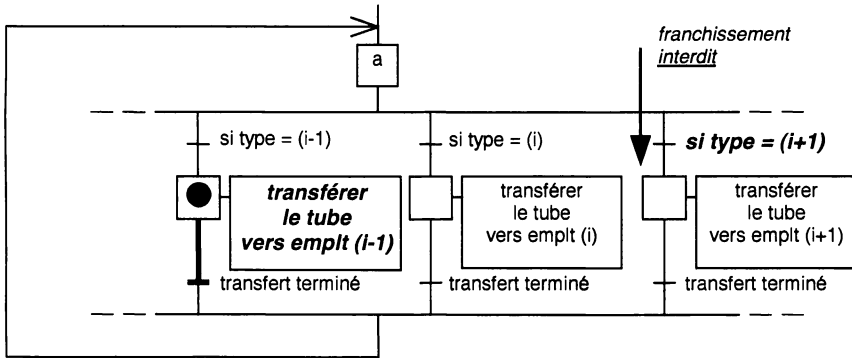 franchissement
interdit
a
si type = (i-1)
si type = (i)
si type = (i+1)
transférer
le tube
vers emplt (i-1)
transférer
le tube
vers emplt (i)
transférer
le tube
vers emplt (i+1)
transfert terminé
transfert terminé
transfert terminé